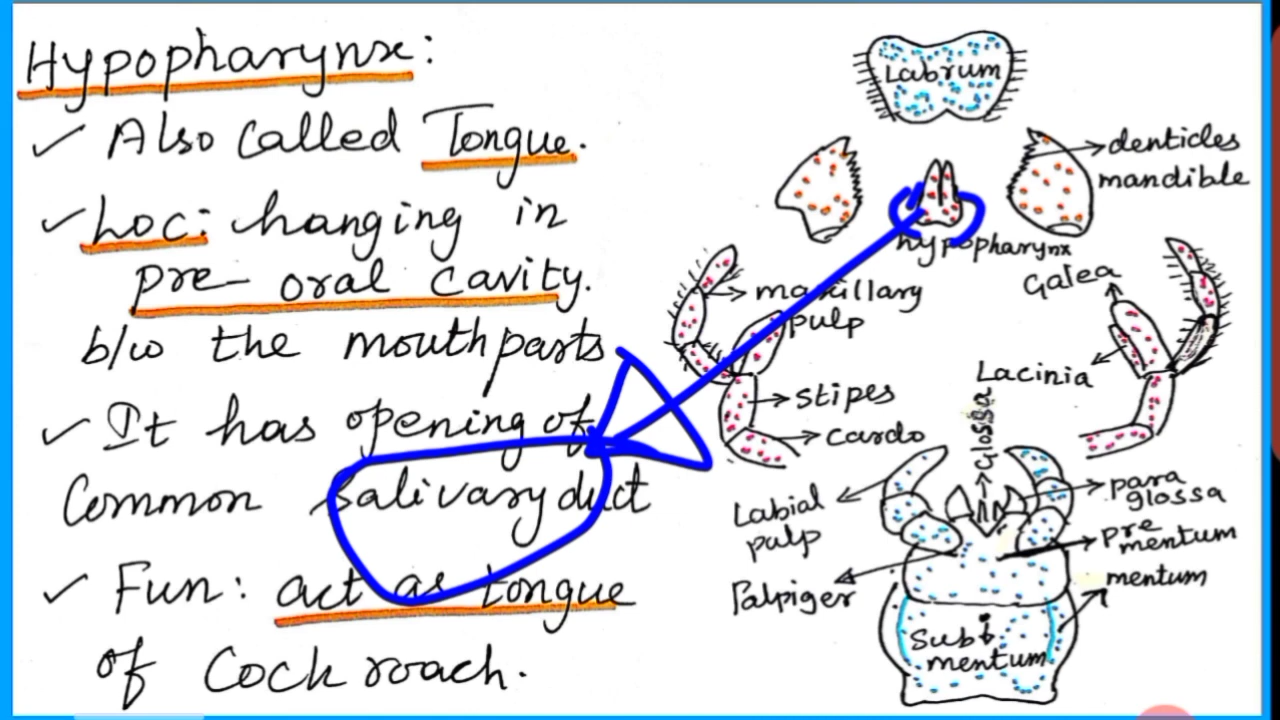 Hypopharynx:
✓ Also called Tongue.
✓ Loc: hanging in
pre-oral cavity.
b/w the mouthparts
✓ It has opening of
Common Salivary duct
✓ Fun: act as tongue
of Cockroach.
Labrum
denticles
mandible
hypopharynx
maxillary
pulp
Galea
Lacinia
stipes
cardo
Glossa
Labial
pulp
para
glossa
pre
mentum
mentum
Palpiger
Sub
mentum